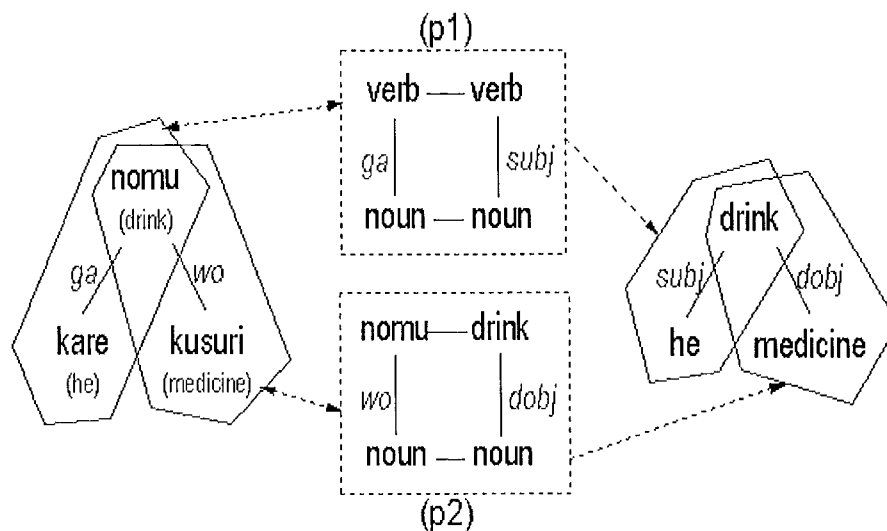 (p1)
verb verb
ga subj
noun noun
nomu
(drink)
ga wo
kare kusuri
(he) (medicine)
nomu drink
wo dobj
noun noun
(p2)
drink
subj dobj
he medicine